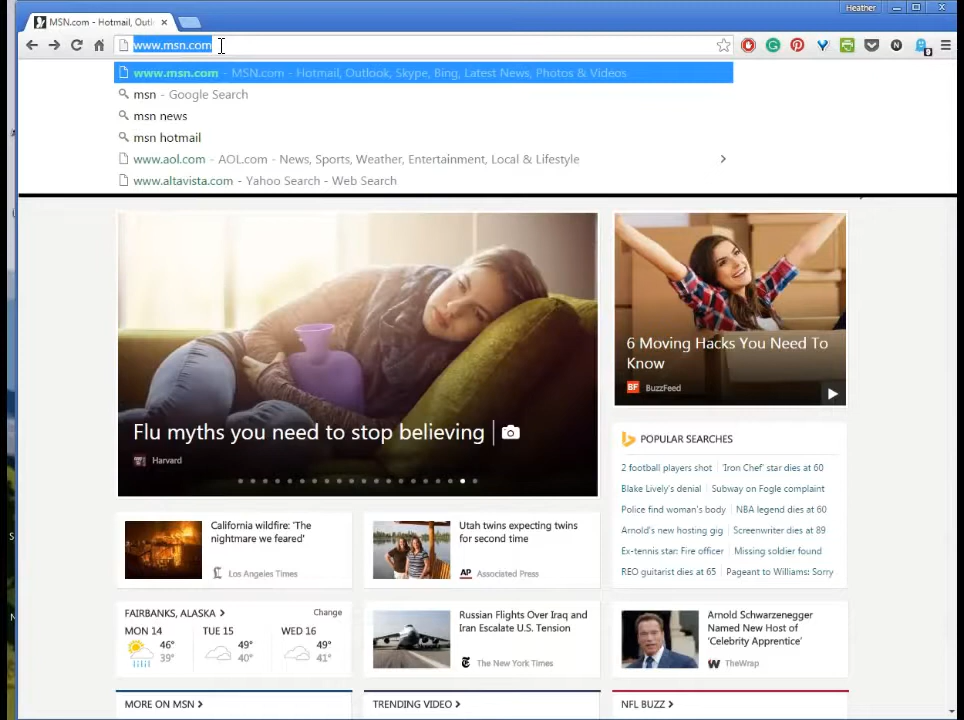 Heather
MSN.com - Hotmail, Outl
www.msn.com
www.msn.com - MSN.com - Hotmail, Outlook, Skype, Bing, Latest News, Photos & Videos
msn - Google Search
msn news
msn hotmail
www.aol.com - AOL.com - News, Sports, Weather, Entertainment, Local & Lifestyle
www.altavista.com - Yahoo Search - Web Search
Flu myths you need to stop believing
Harvard
6 Moving Hacks You Need To
Know
BF BuzzFeed
POPULAR SEARCHES
2 football players shot 'Iron Chef' star dies at 60
Blake Lively's denial Subway on Fogle complaint
Police find woman's body NBA legend dies at 60
Arnold's new hosting gig Screenwriter dies at 89
Ex-tennis star: Fire officer Missing soldier found
REO guitarist dies at 65 Pageant to Williams: Sorry
California wildfire: 'The
nightmare we feared'
Los Angeles Times
Utah twins expecting twins
for second time
AP Associated Press
FAIRBANKS, ALASKA > Change
MON 14 TUE 15 WED 16
46° 49° 49°
39° 40° 41°
Russian Flights Over Iraq and
Iran Escalate U.S. Tension
The New York Times
Arnold Schwarzenegger
Named New Host of
'Celebrity Apprentice'
W TheWrap
MORE ON MSN >
TRENDING VIDEO >
NFL BUZZ >